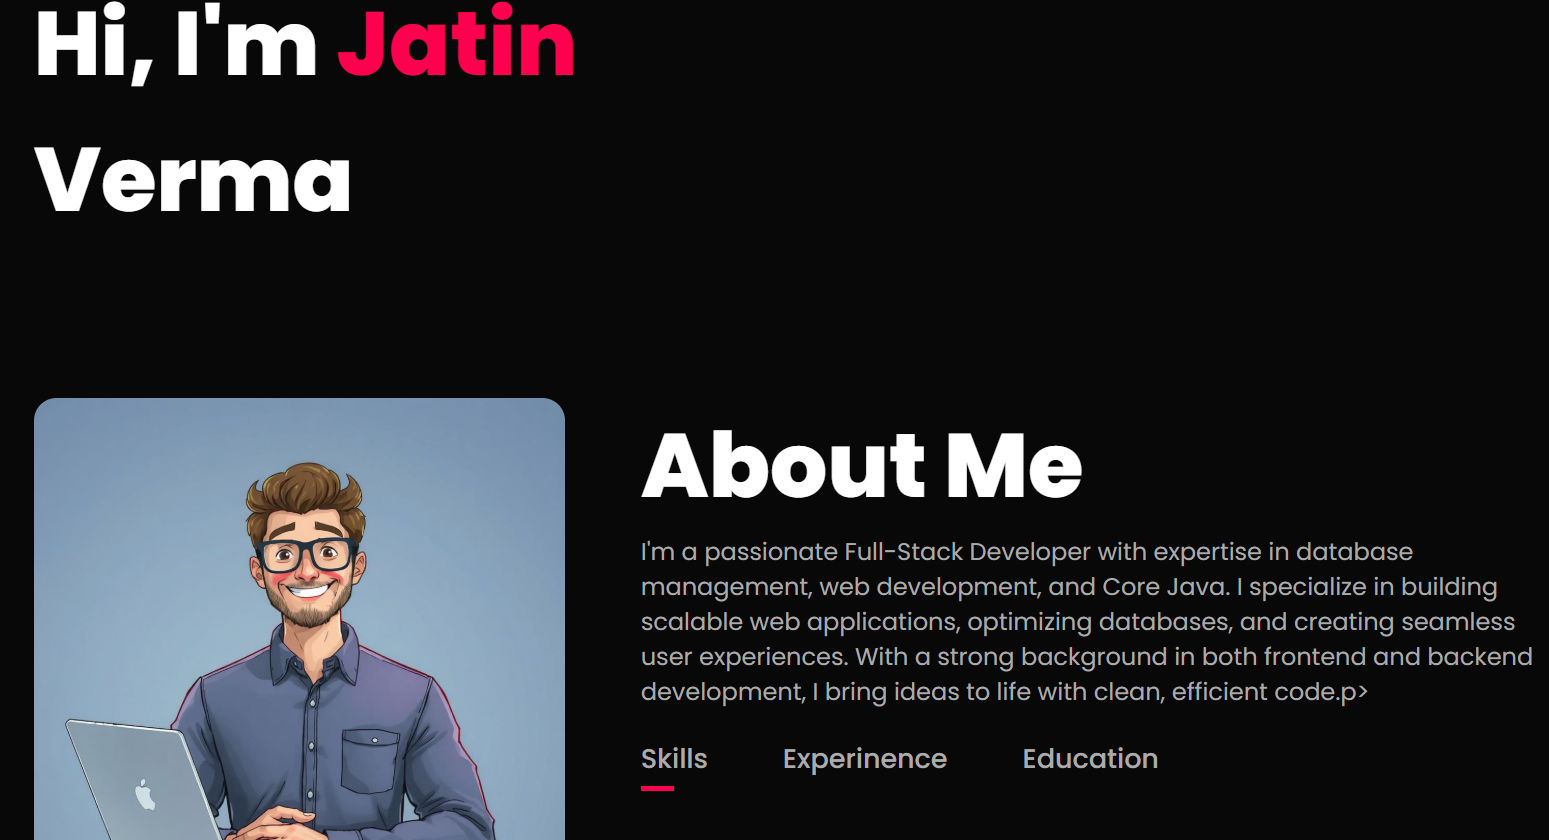 Hi, I'm Jatin
Verma
About Me
I'm a passionate Full-Stack Developer with expertise in database
management, web development, and Core Java. I specialize in building
scalable web applications, optimizing databases, and creating seamless
user experiences. With a strong background in both frontend and backend
development, I bring ideas to life with clean, efficient code.p>
Skills Experinence Education